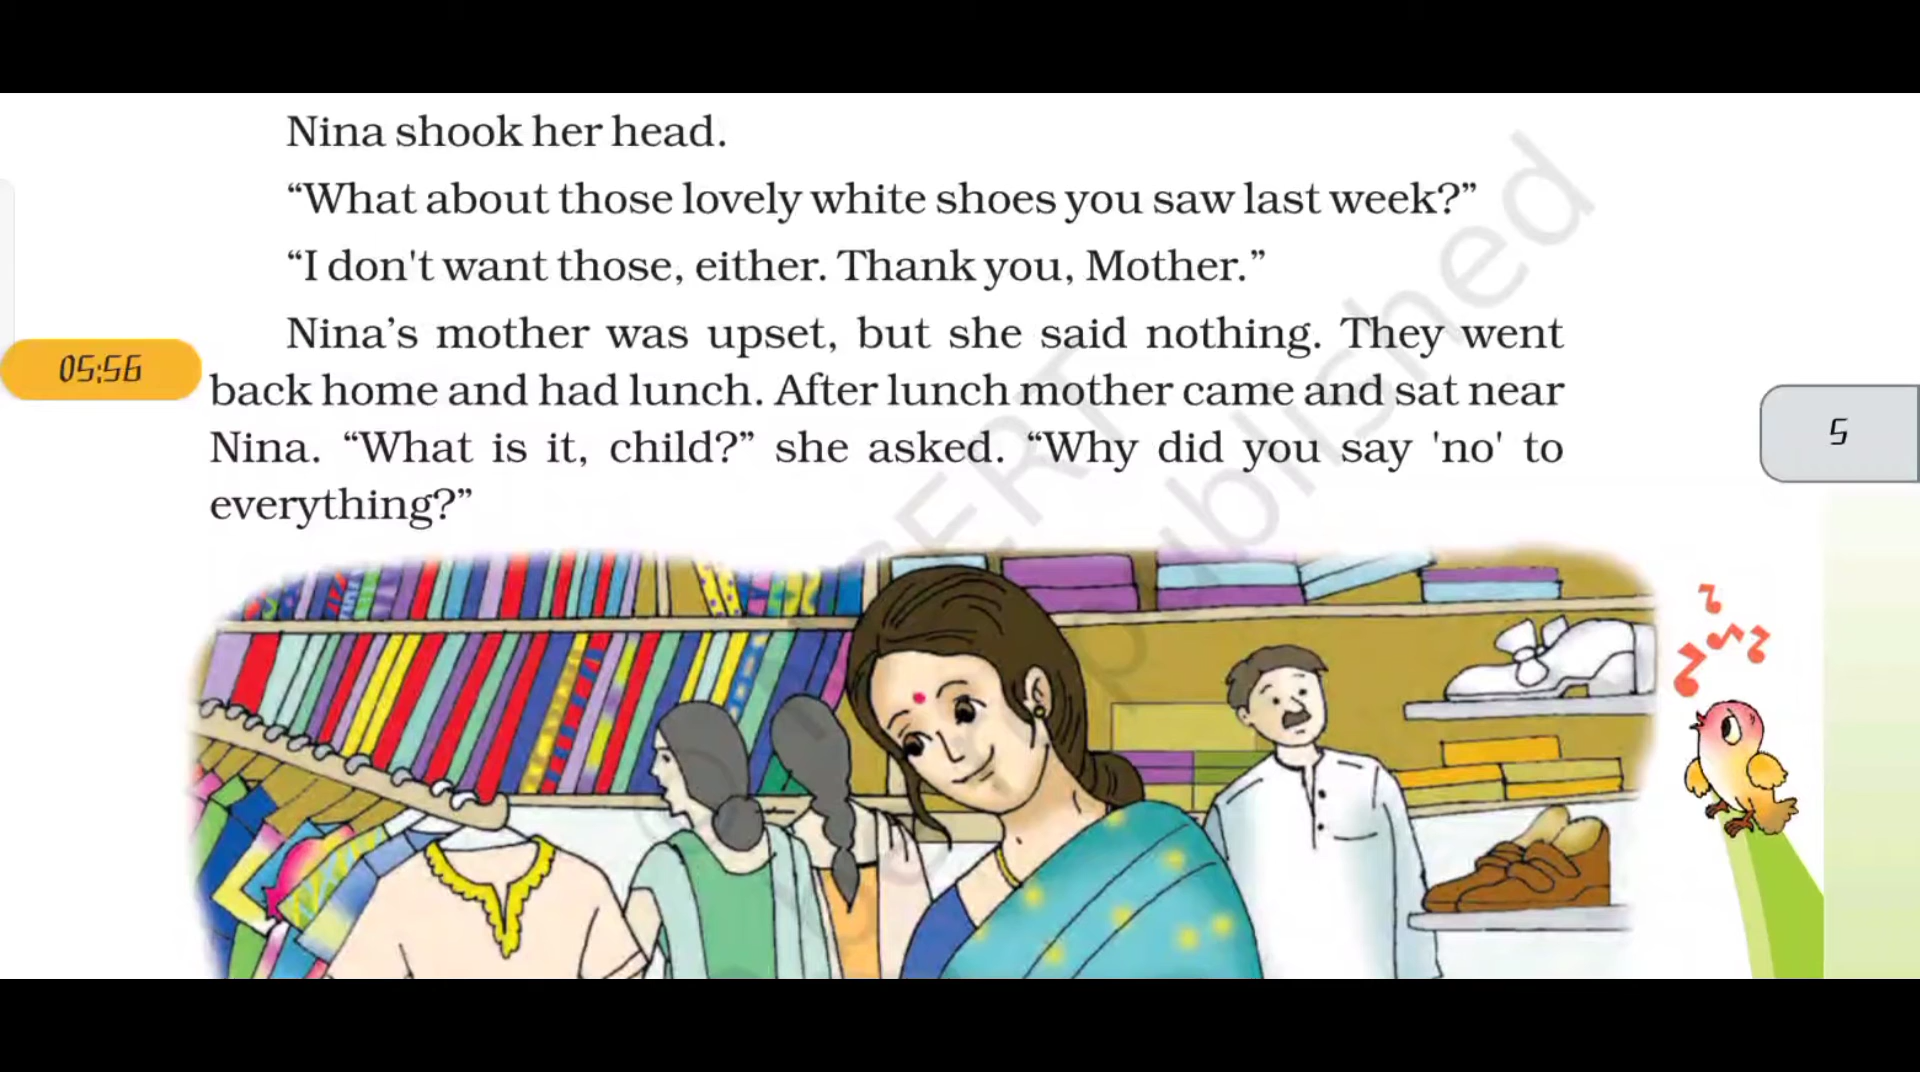 Nina shook her head.
“What about those lovely white shoes you saw last week?”
“I don't want those, either. Thank you, Mother.”
Nina’s mother was upset, but she said nothing. They went
05:56
back home and had lunch. After lunch mother came and sat near
5
Nina. “What is it, child?” she asked. “Why did you say 'no' to
everything?”